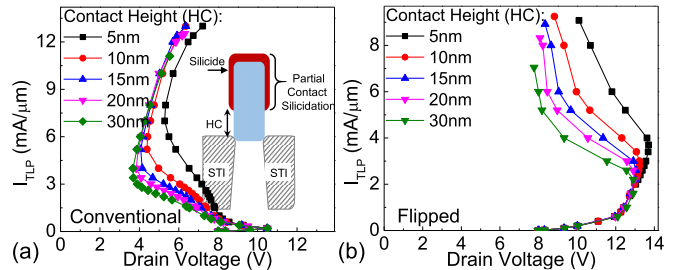 Contact Height (HC):
5nm
10nm
15nm
20nm
30nm
Silicide
Partial
Contact
Silicidation
HC
STI
STI
Conventional
12
9
6
3
0
I_TLP (mA/μm)
0 2 4 6 8 10 12
Drain Voltage (V)
(a)
Contact Height (HC):
5nm
10nm
15nm
20nm
30nm
Flipped
8
6
4
2
0
I_TLP (mA/μm)
0 2 4 6 8 10 12 14
Drain Voltage (V)
(b)